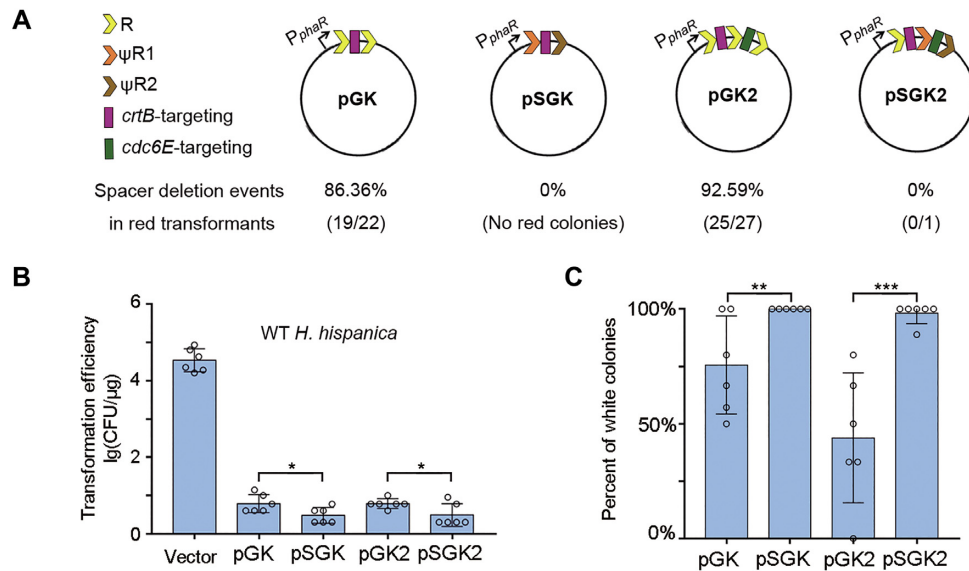 A
R
ψR1
ψR2
crtB-targeting
cdc6E-targeting
PphaR
PphaR
PphaR
PphaR
pGK
pSGK
pGK2
pSGK2
Spacer deletion events 86.36% 0% 92.59% 0%
in red transformants (19/22) (No red colonies) (25/27) (0/1)
B
Transformation efficiency
lg(CFU/μg)
6
4
2
0
WT H. hispanica
*
*
Vector pGK pSGK pGK2 pSGK2
C
Percent of white colonies
100%
50%
0%
**
***
pGK pSGK pGK2 pSGK2